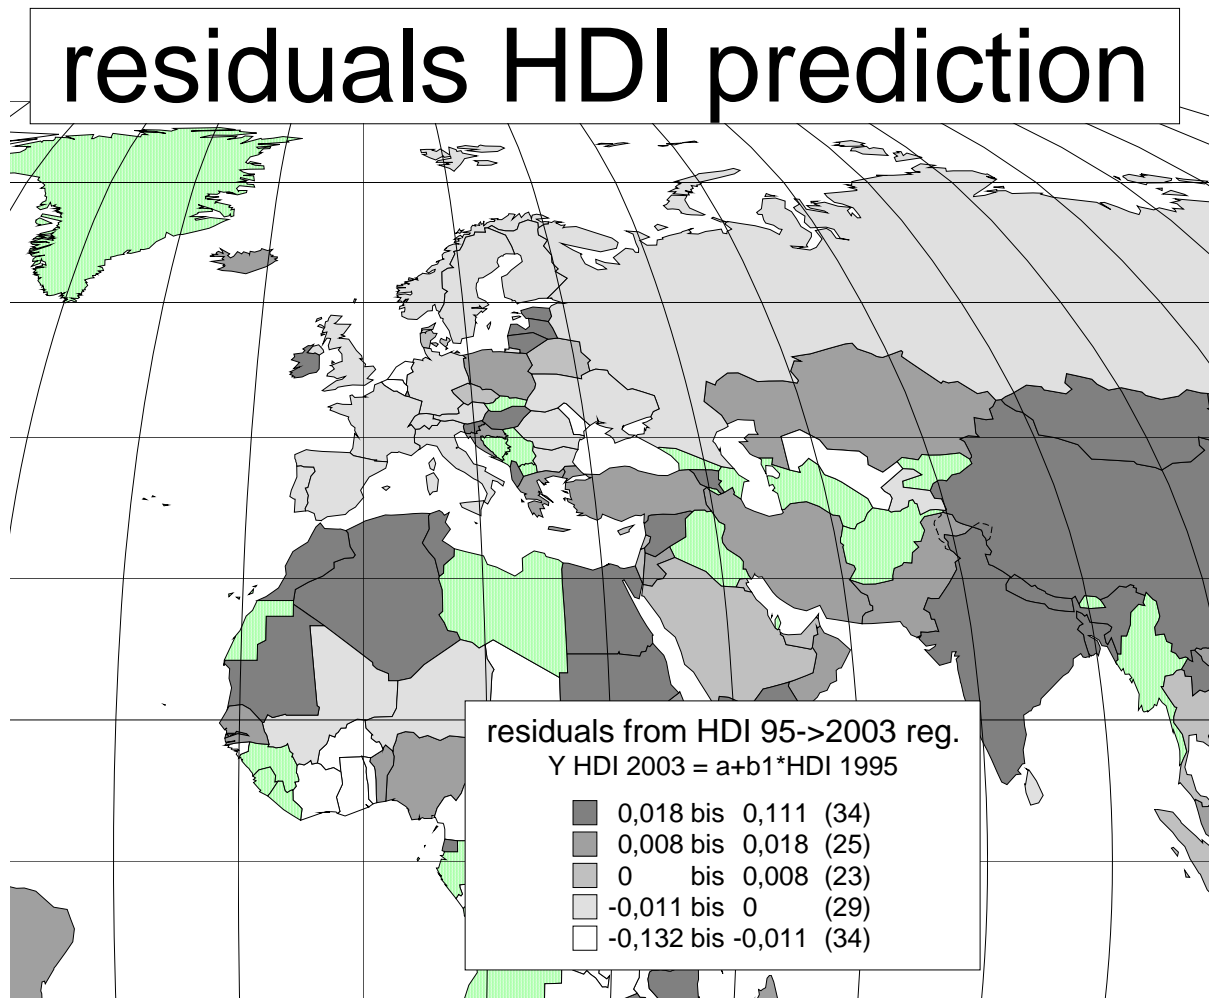 residuals HDI prediction
residuals from HDI 95->2003 reg.
Y HDI 2003 = a+b1*HDI 1995
0,018 bis 0,111 (34)
0,008 bis 0,018 (25)
0 bis 0,008 (23)
-0,011 bis 0 (29)
-0,132 bis -0,011 (34)